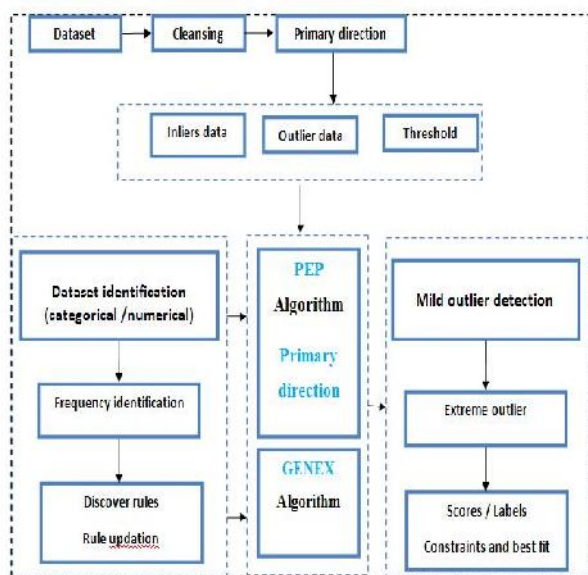 Dataset
Cleansing
Primary direction
Inliers data
Outlier data
Threshold
Dataset identification
(categorical /numerical)
Frequency identification
Discover rules
Rule updation
PEP
Algorithm
Primary
direction
GENEX
Algorithm
Mild outlier detection
Extreme outlier
Scores / Labels
Constraints and best fit